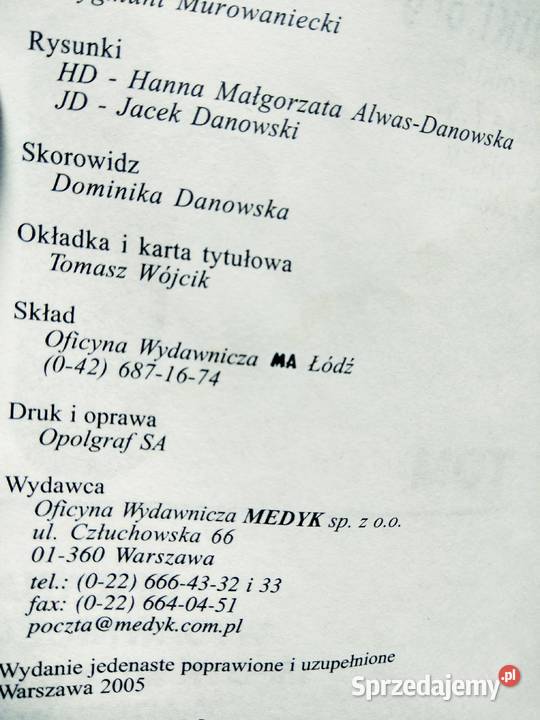 Zygmunt Murowaniecki
Rysunki
HD - Hanna Małgorzata Alwas-Danowska
JD - Jacek Danowski
Skorowidz
Dominika Danowska
Okładka i karta tytułowa
Tomasz Wójcik
Skład
Oficyna Wydawnicza MA Łódź
(0-42) 687-16-74
Druk i oprawa
Opolgraf SA
Wydawca
Oficyna Wydawnicza MEDYK sp. z o.o.
ul. Człuchowska 66
01-360 Warszawa
tel.: (0-22) 666-43-32 i 33
fax: (0-22) 664-04-51
poczta@medyk.com.pl
Wydanie jedenaste poprawione i uzupełnione
Warszawa 2005
Sprzedajemy.pl